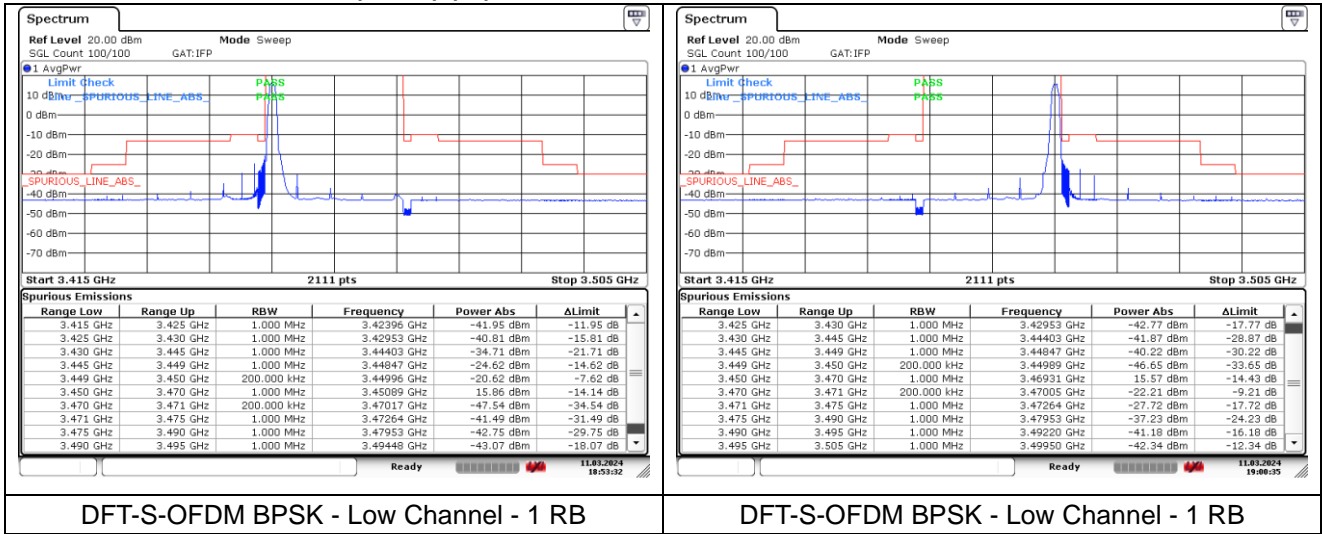 Spectrum
Ref Level 20.00 dBm Mode Sweep
SGL Count 100/100 GAT:IFP
1 AvgPwr
Limit Check PASS
10 dBm Line _SPURIOUS_LINE_ABS_ PASS
0 dBm
-10 dBm
-20 dBm
-30 dBm
_SPURIOUS_LINE_ABS_
-40 dBm
-50 dBm
-60 dBm
-70 dBm
Start 3.415 GHz 2111 pts Stop 3.505 GHz
Spurious Emissions
Range Low Range Up RBW Frequency Power Abs ΔLimit
3.415 GHz 3.425 GHz 1.000 MHz 3.42396 GHz -41.95 dBm -11.95 dB
3.425 GHz 3.430 GHz 1.000 MHz 3.42953 GHz -40.81 dBm -15.81 dB
3.430 GHz 3.445 GHz 1.000 MHz 3.44403 GHz -34.71 dBm -21.71 dB
3.445 GHz 3.449 GHz 1.000 MHz 3.44847 GHz -24.62 dBm -14.62 dB
3.449 GHz 3.450 GHz 200.000 kHz 3.44996 GHz -20.62 dBm -7.62 dB
3.450 GHz 3.470 GHz 1.000 MHz 3.45089 GHz 15.86 dBm -14.14 dB
3.470 GHz 3.471 GHz 200.000 kHz 3.47017 GHz -47.54 dBm -34.54 dB
3.471 GHz 3.475 GHz 1.000 MHz 3.47264 GHz -41.49 dBm -31.49 dB
3.475 GHz 3.490 GHz 1.000 MHz 3.47953 GHz -42.75 dBm -29.75 dB
3.490 GHz 3.495 GHz 1.000 MHz 3.49448 GHz -43.07 dBm -18.07 dB
Ready 11.03.2024
18:53:32
DFT-S-OFDM BPSK - Low Channel - 1 RB
Spectrum
Ref Level 20.00 dBm Mode Sweep
SGL Count 100/100 GAT:IFP
1 AvgPwr
Limit Check PASS
10 dBm Line _SPURIOUS_LINE_ABS_ PASS
0 dBm
-10 dBm
-20 dBm
-30 dBm
_SPURIOUS_LINE_ABS_
-40 dBm
-50 dBm
-60 dBm
-70 dBm
Start 3.415 GHz 2111 pts Stop 3.505 GHz
Spurious Emissions
Range Low Range Up RBW Frequency Power Abs ΔLimit
3.425 GHz 3.430 GHz 1.000 MHz 3.42953 GHz -42.77 dBm -17.77 dB
3.430 GHz 3.445 GHz 1.000 MHz 3.44403 GHz -41.87 dBm -28.87 dB
3.445 GHz 3.449 GHz 1.000 MHz 3.44847 GHz -40.22 dBm -30.22 dB
3.449 GHz 3.450 GHz 200.000 kHz 3.44989 GHz -46.65 dBm -33.65 dB
3.450 GHz 3.470 GHz 1.000 MHz 3.46931 GHz 15.57 dBm -14.43 dB
3.470 GHz 3.471 GHz 200.000 kHz 3.47005 GHz -22.21 dBm -9.21 dB
3.471 GHz 3.475 GHz 1.000 MHz 3.47264 GHz -27.72 dBm -17.72 dB
3.475 GHz 3.490 GHz 1.000 MHz 3.47953 GHz -37.23 dBm -24.23 dB
3.490 GHz 3.495 GHz 1.000 MHz 3.49220 GHz -41.18 dBm -16.18 dB
3.495 GHz 3.505 GHz 1.000 MHz 3.49950 GHz -42.34 dBm -12.34 dB
Ready 11.03.2024
19:00:35
DFT-S-OFDM BPSK - Low Channel - 1 RB